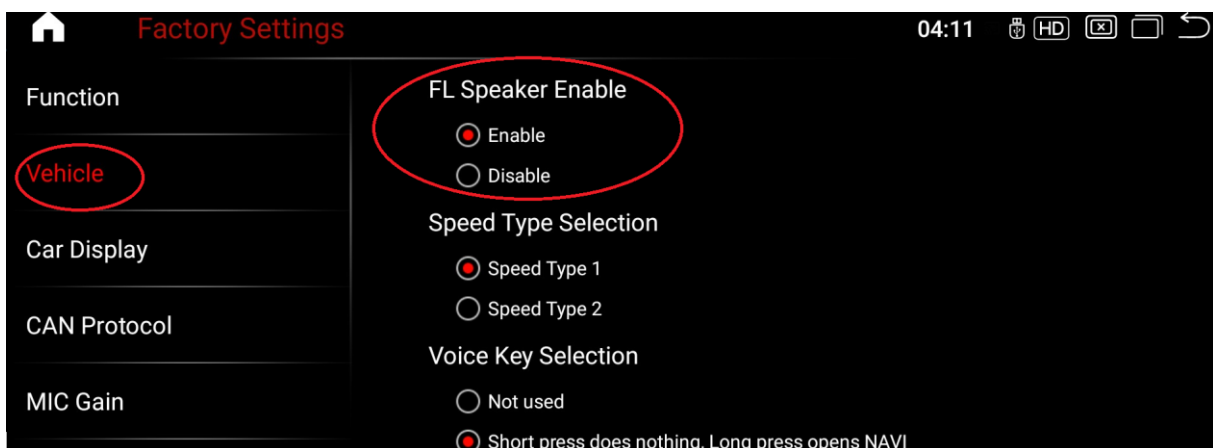 Factory Settings
04:11
HD
Function
Vehicle
Car Display
CAN Protocol
MIC Gain
FL Speaker Enable
Enable
Disable
Speed Type Selection
Speed Type 1
Speed Type 2
Voice Key Selection
Not used
Short press does nothing, Long press opens NAVI